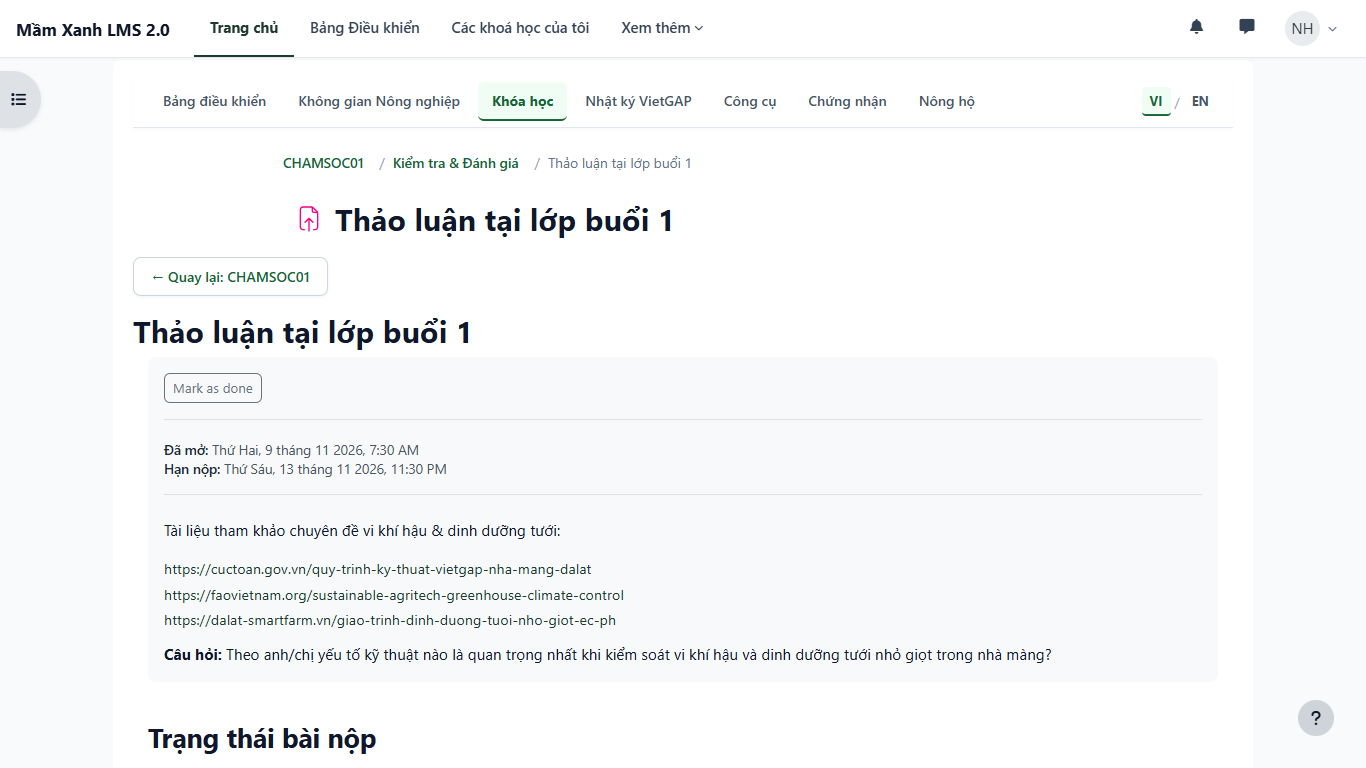 Mầm Xanh LMS 2.0
Trang chủ
Bảng Điều khiển
Các khoá học của tôi
Xem thêm
NH
Bảng điều khiển
Không gian Nông nghiệp
Khóa học
Nhật ký VietGAP
Công cụ
Chứng nhận
Nông hộ
VI / EN
CHAMSOC01 / Kiểm tra & Đánh giá / Thảo luận tại lớp buổi 1
Thảo luận tại lớp buổi 1
← Quay lại: CHAMSOC01
Thảo luận tại lớp buổi 1
Mark as done
Đã mở: Thứ Hai, 9 tháng 11 2026, 7:30 AM
Hạn nộp: Thứ Sáu, 13 tháng 11 2026, 11:30 PM
Tài liệu tham khảo chuyên đề vi khí hậu & dinh dưỡng tưới:
https://cuctoan.gov.vn/quy-trinh-ky-thuat-vietgap-nha-mang-dalat
https://faovietnam.org/sustainable-agritech-greenhouse-climate-control
https://dalat-smartfarm.vn/giao-trinh-dinh-duong-tuoi-nho-giot-ec-ph
Câu hỏi: Theo anh/chị yếu tố kỹ thuật nào là quan trọng nhất khi kiểm soát vi khí hậu và dinh dưỡng tưới nhỏ giọt trong nhà màng?
Trạng thái bài nộp
?